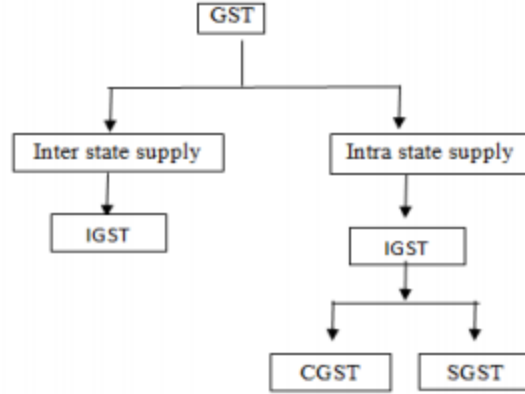 GST
Inter state supply
Intra state supply
IGST
IGST
CGST
SGST